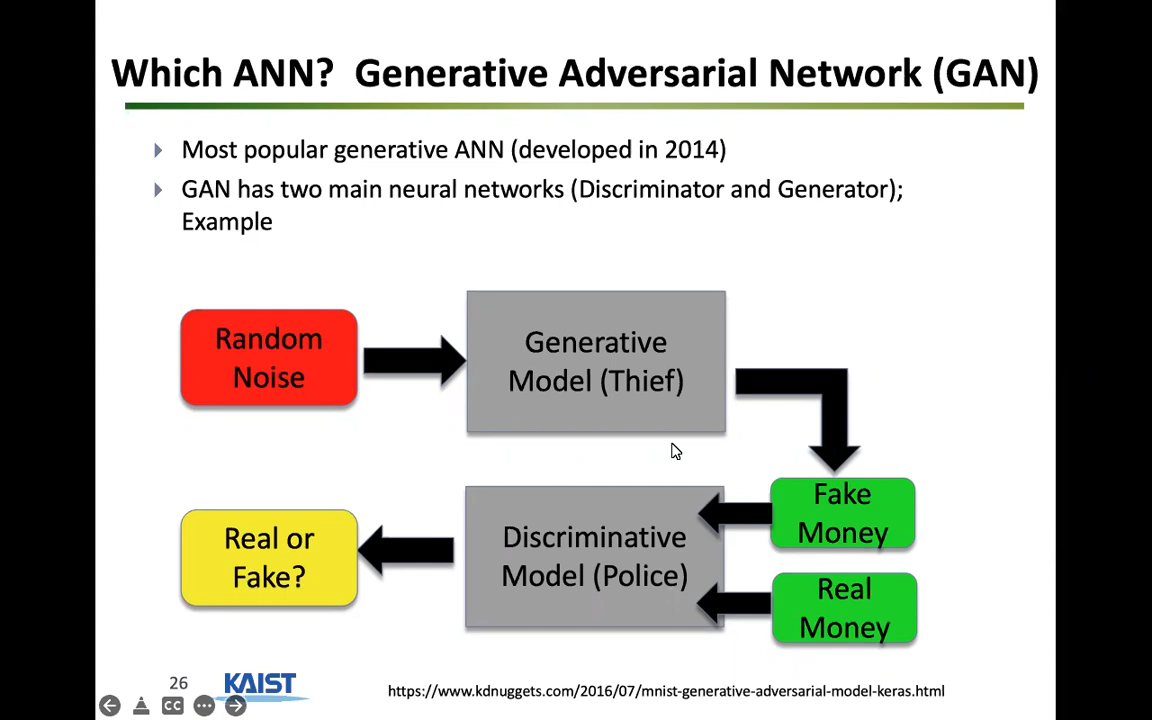 Which ANN?  Generative Adversarial Network (GAN)
Most popular generative ANN (developed in 2014)
GAN has two main neural networks (Discriminator and Generator);
Example
Random
Noise
Generative
Model (Thief)
Fake
Money
Real or
Fake?
Discriminative
Model (Police)
Real
Money
26
KAIST
CC
https://www.kdnuggets.com/2016/07/mnist-generative-adversarial-model-keras.html